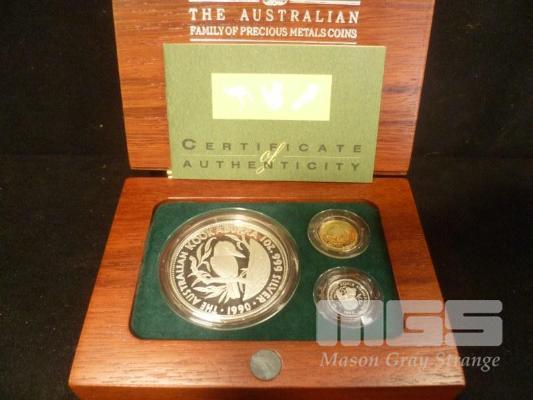 THE AUSTRALIAN
FAMILY OF PRECIOUS METALS COINS
CERTIFICATE
of
AUTHENTICITY
THE AUSTRALIAN KOOKABURRA 1OZ. 999 SILVER · 1990 ·
MGS
Mason Gray Strange